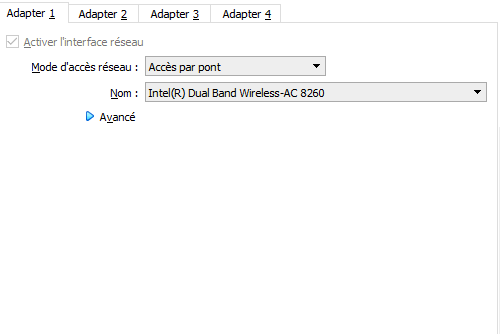 Adapter 1 Adapter 2 Adapter 3 Adapter 4
Activer l'interface réseau
Mode d'accès réseau : Accès par pont
Nom : Intel(R) Dual Band Wireless-AC 8260
Avancé